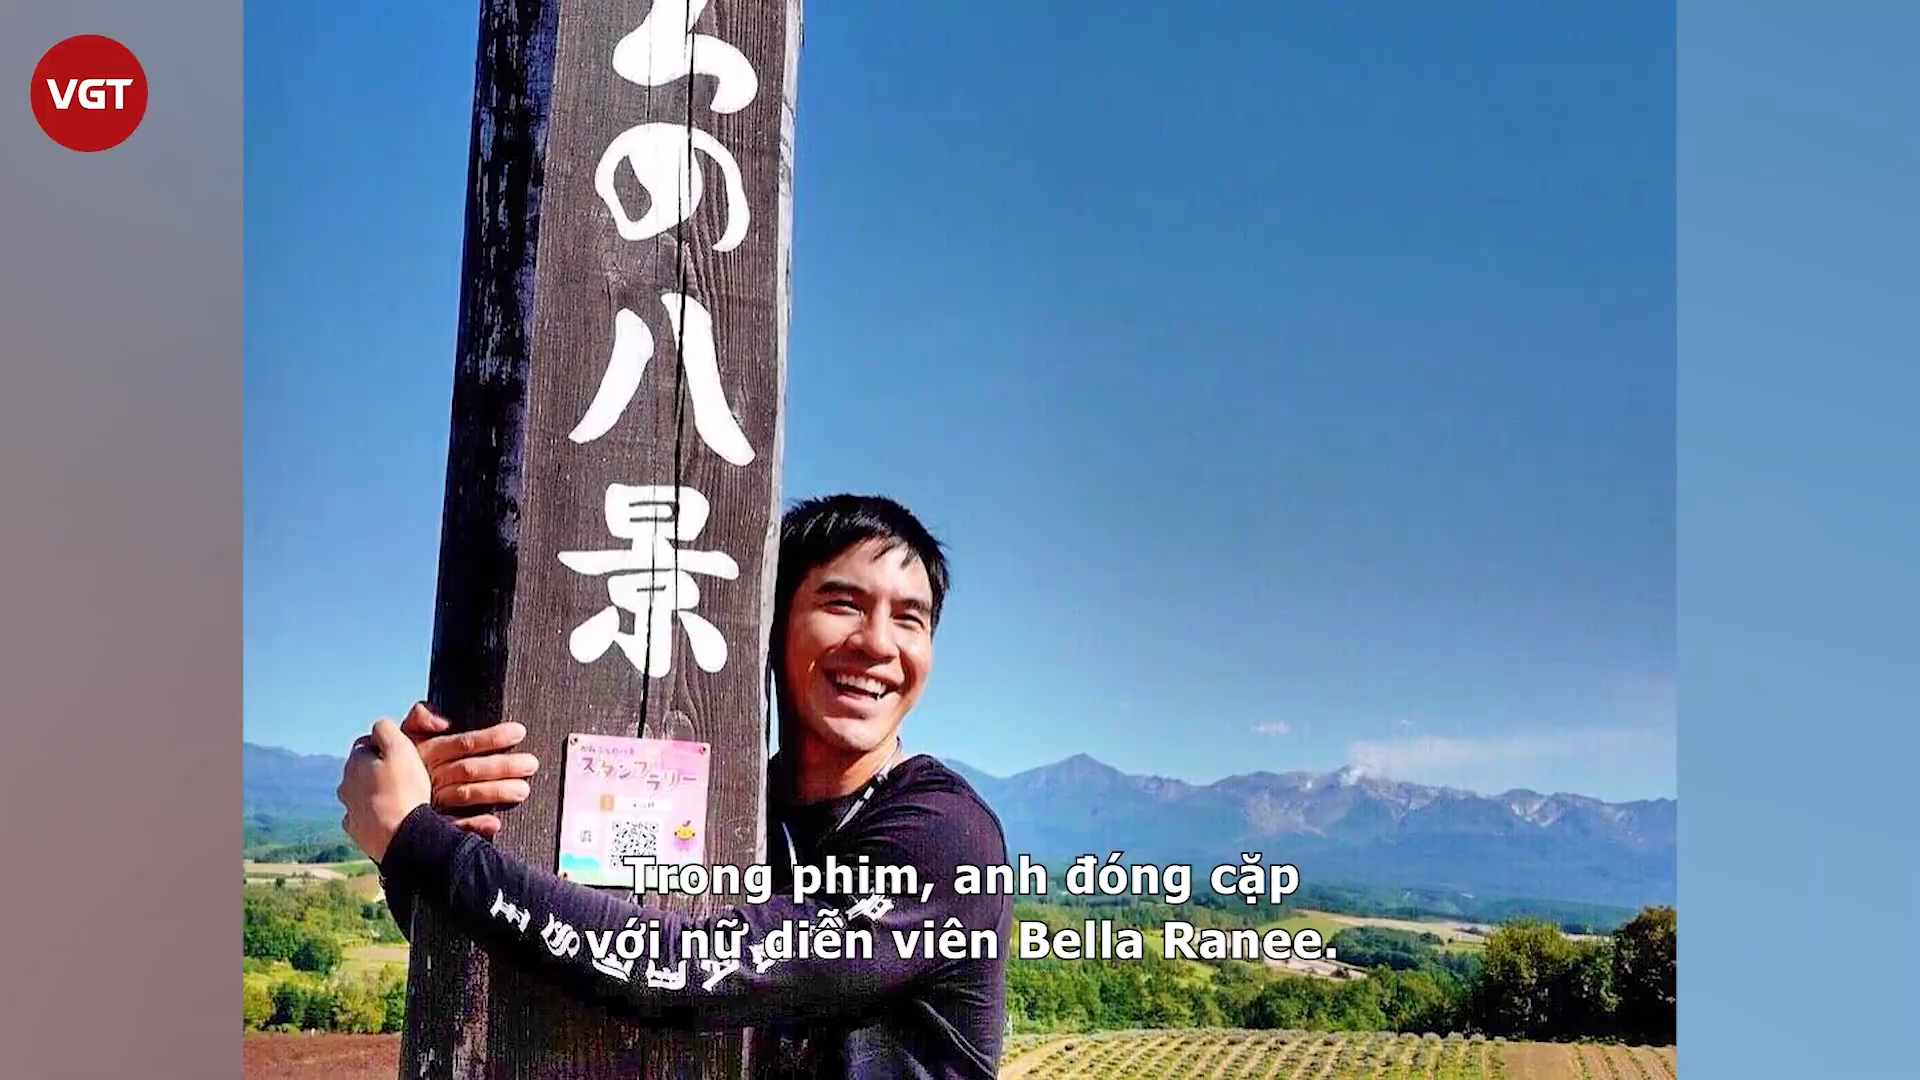 VGT
の八景
スタンプラリー
Trong phim, anh đóng cặp
với nữ diễn viên Bella Ranee.